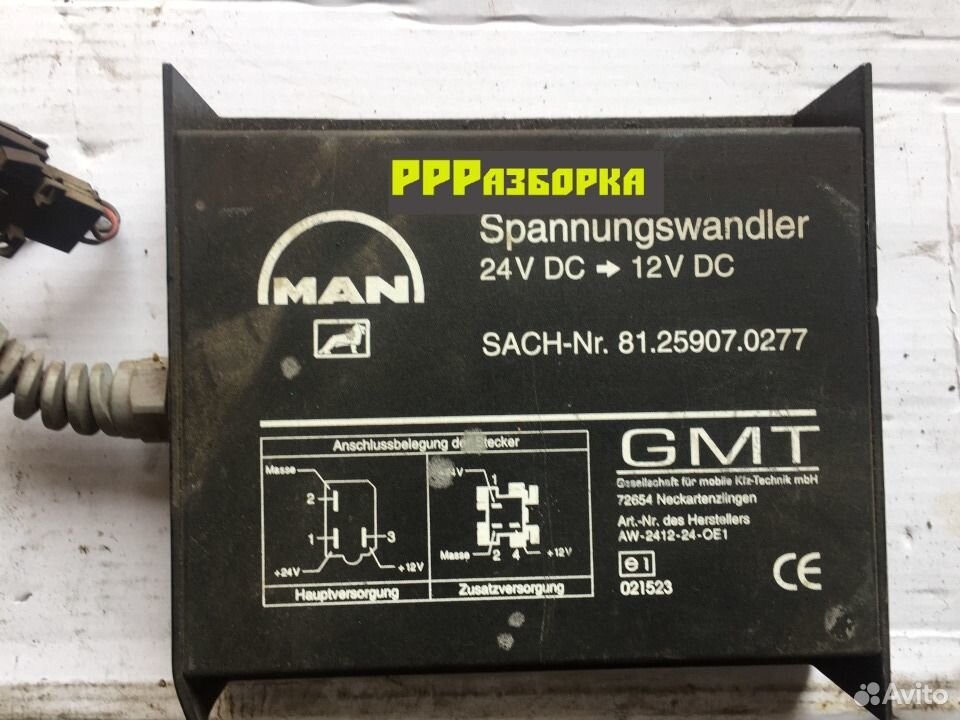 PPPазборка
MAN
Spannungswandler
24V DC → 12V DC
SACH-Nr. 81.25907.0277
Anschlussbelegung der Stecker
Masse
2
1
3
+24V
+12V
Hauptversorgung
24V
1
Masse
2
4
+12V
Zusatzversorgung
GMT
Gesellschaft für mobile Kfz-Technik mbH
72654 Neckartenzlingen
Art.-Nr. des Herstellers
AW-2412-24-OE1
e1
021523
CE
Avito